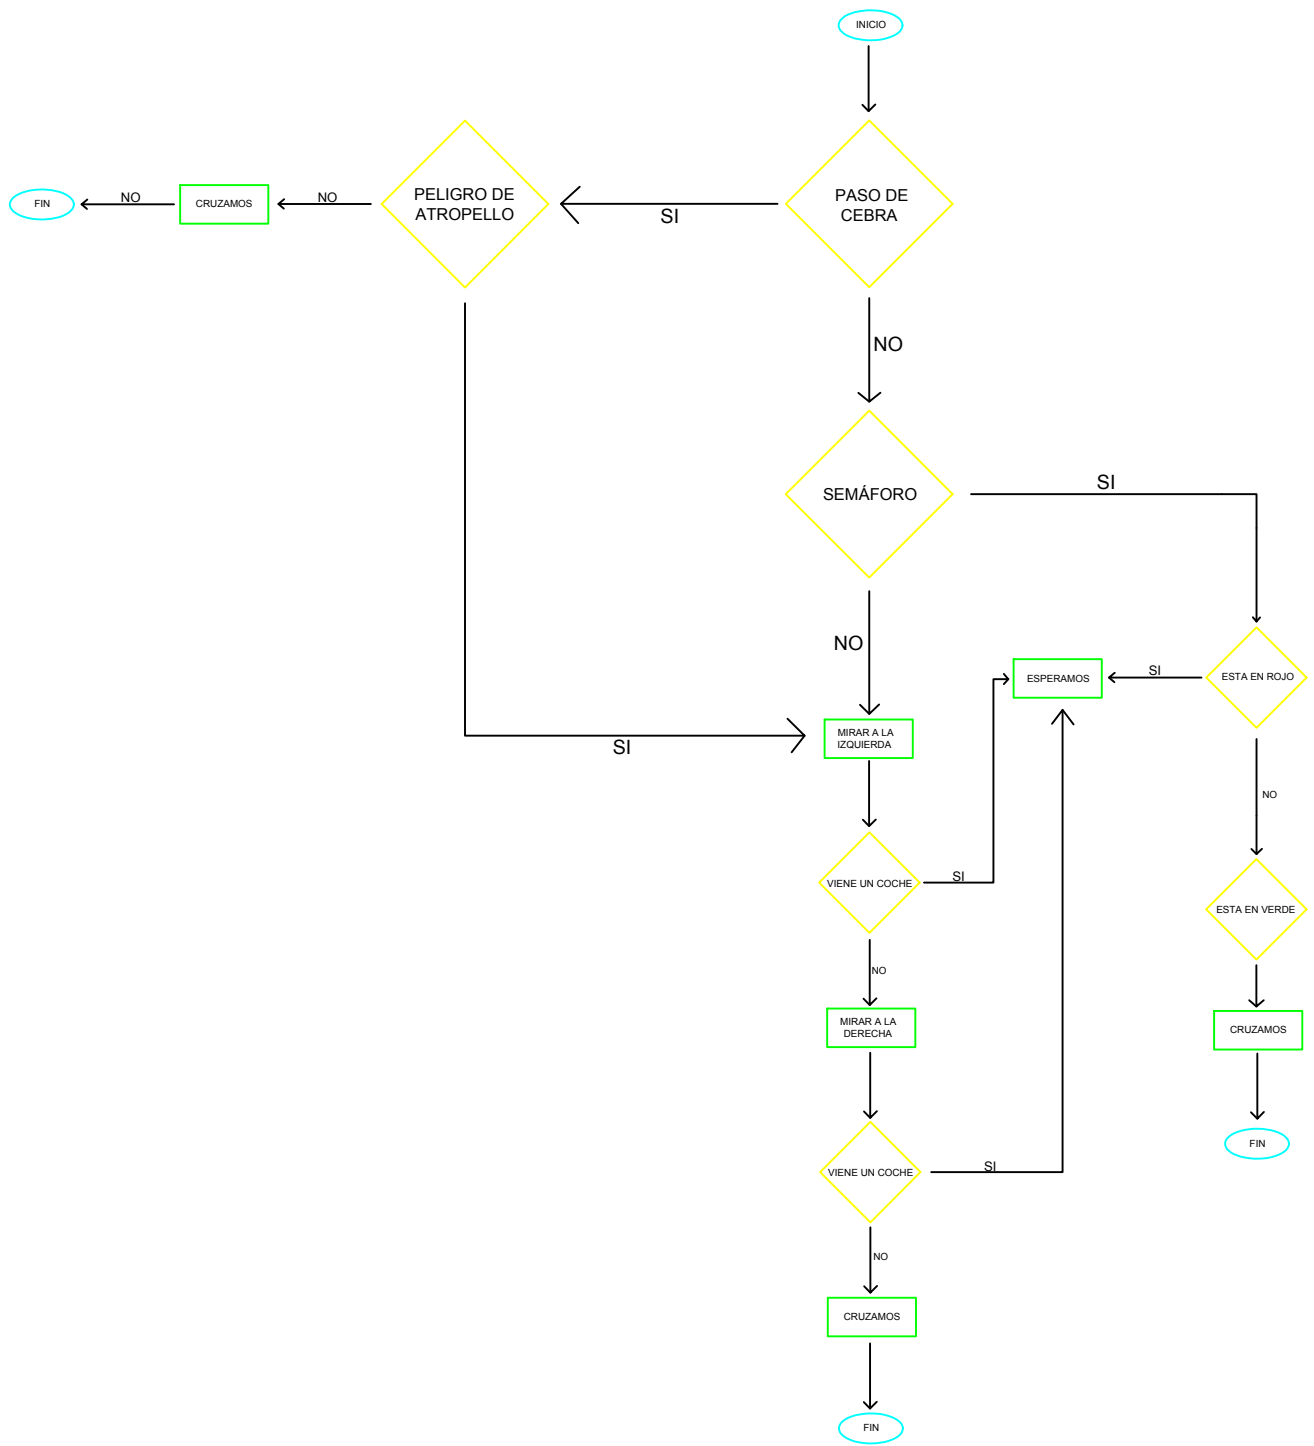 INICIO
PELIGRO DE
ATROPELLO
PASO DE
CEBRA
FIN
NO
CRUZAMOS
NO
SI
NO
SEMÁFORO
SI
NO
ESPERAMOS
SI
ESTA EN ROJO
MIRAR A LA
IZQUIERDA
SI
NO
VIENE UN COCHE
SI
ESTA EN VERDE
NO
MIRAR A LA
DERECHA
CRUZAMOS
FIN
VIENE UN COCHE
SI
NO
CRUZAMOS
FIN